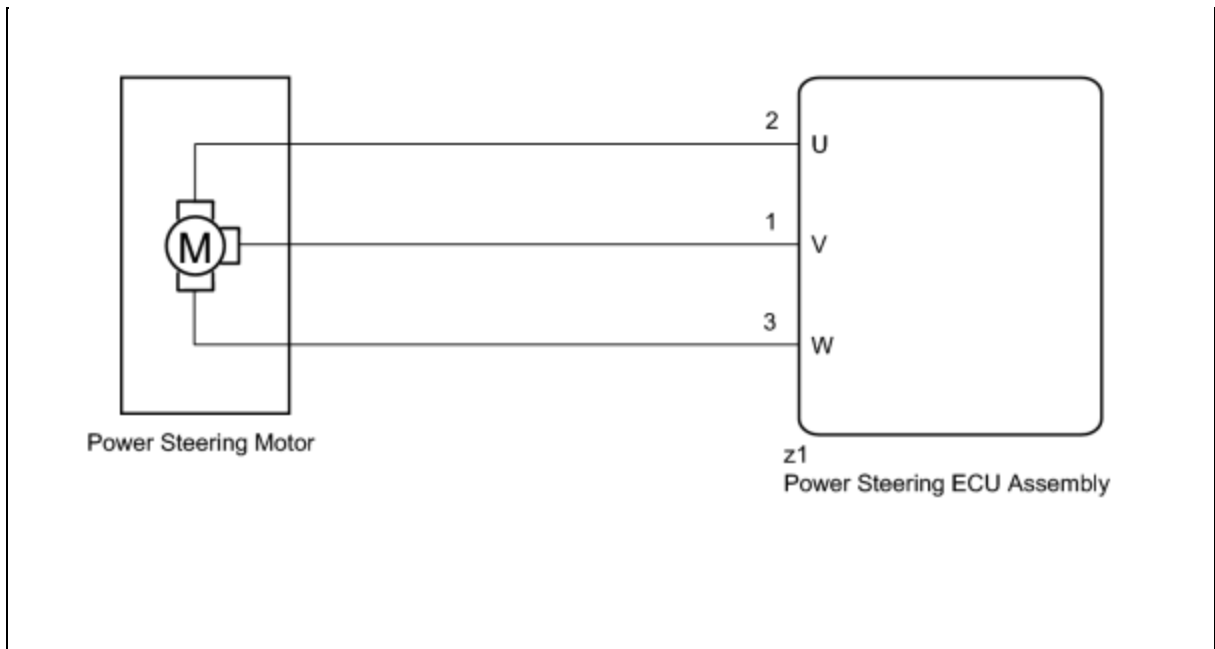 2
U
1
V
M
3
W
Power Steering Motor
z1
Power Steering ECU Assembly